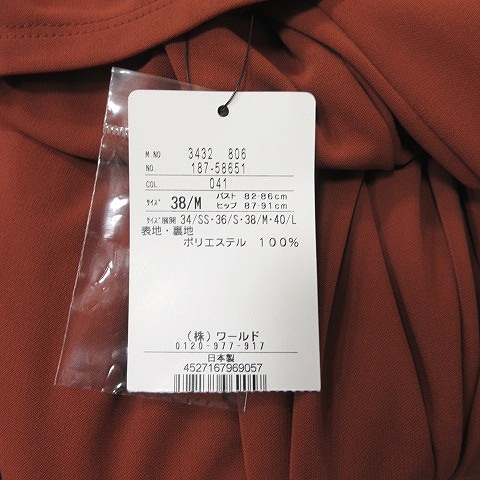 M.NO. 3432 806
NO. 187-58651
COL. 041
サイズ 38/M バスト 82-86cm ヒップ 87-91cm
サイズ展開 34/SS・36/S・38/M・40/L
表地・裏地
ポリエステル 100%
(株)ワールド
0120-977-917
日本製
4527167969057